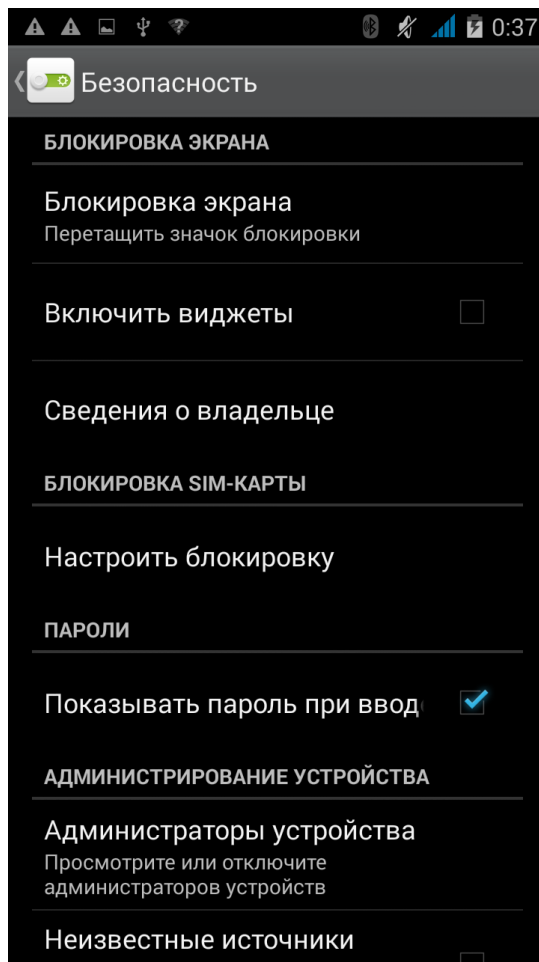 0:37
Безопасность
БЛОКИРОВКА ЭКРАНА
Блокировка экрана
Перетащить значок блокировки
Включить виджеты
Сведения о владельце
БЛОКИРОВКА SIM-КАРТЫ
Настроить блокировку
ПАРОЛИ
Показывать пароль при ввод
АДМИНИСТРИРОВАНИЕ УСТРОЙСТВА
Администраторы устройства
Просмотрите или отключите
администраторов устройств
Неизвестные источники